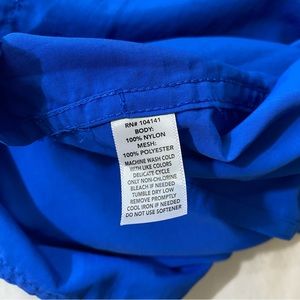 RN# 104141
BODY:
100% NYLON
MESH:
100% POLYESTER
MACHINE WASH COLD
WITH LIKE COLORS
DELICATE CYCLE
ONLY NON-CHLORINE
BLEACH IF NEEDED
TUMBLE DRY LOW
REMOVE PROMPTLY
COOL IRON IF NEEDED
DO NOT USE SOFTENER